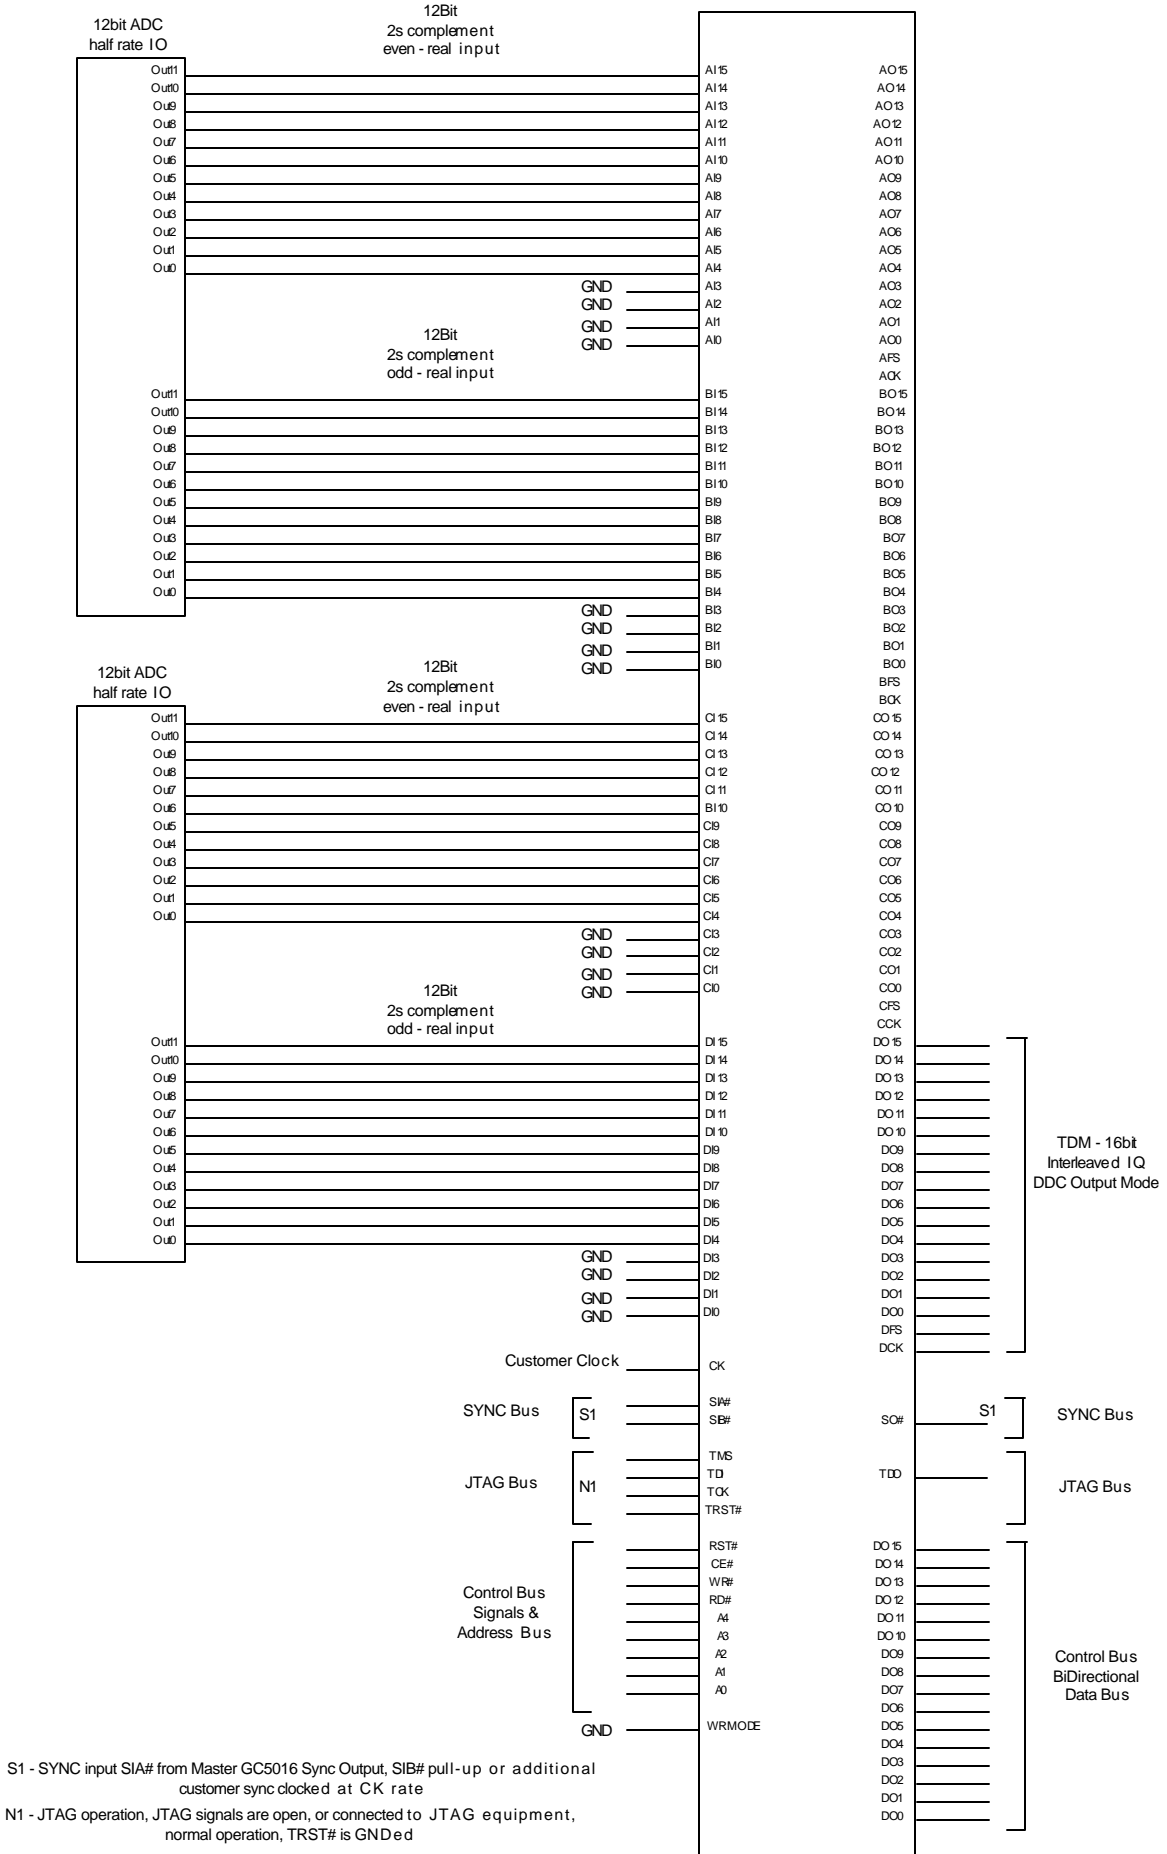 12Bit
2s complement
even - real input
12bit ADC
half rate IO
Out11 AI15 AO15
Out10 AI14 AO14
Out9 AI13 AO13
Out8 AI12 AO12
Out7 AI11 AO11
Out6 AI10 AO10
Out5 AI9 AO9
Out4 AI8 AO8
Out3 AI7 AO7
Out2 AI6 AO6
Out1 AI5 AO5
Out0 AI4 AO4
GND AI3 AO3
GND AI2 AO2
GND AI1 AO1
GND AI0 AO0
12Bit
2s complement
odd - real input
AFS
ACK
Out11 BI15 BO15
Out10 BI14 BO14
Out9 BI13 BO13
Out8 BI12 BO12
Out7 BI11 BO11
Out6 BI10 BO10
Out5 BI9 BO9
Out4 BI8 BO8
Out3 BI7 BO7
Out2 BI6 BO6
Out1 BI5 BO5
Out0 BI4 BO4
GND BI3 BO3
GND BI2 BO2
GND BI1 BO1
GND BI0 BO0
12bit ADC
half rate IO
12Bit
2s complement
even - real input
BFS
BCK
Out11 CI15 CO15
Out10 CI14 CO14
Out9 CI13 CO13
Out8 CI12 CO12
Out7 CI11 CO11
Out6 BI10 CO10
Out5 CI9 CO9
Out4 CI8 CO8
Out3 CI7 CO7
Out2 CI6 CO6
Out1 CI5 CO5
Out0 CI4 CO4
GND CI3 CO3
GND CI2 CO2
GND CI1 CO1
GND CI0 CO0
12Bit
2s complement
odd - real input
CFS
CCK
Out11 DI15 DO15
Out10 DI14 DO14
Out9 DI13 DO13
Out8 DI12 DO12
Out7 DI11 DO11
Out6 DI10 DO10
Out5 DI9 DO9
Out4 DI8 DO8
Out3 DI7 DO7
Out2 DI6 DO6
Out1 DI5 DO5
Out0 DI4 DO4
GND DI3 DO3
GND DI2 DO2
GND DI1 DO1
GND DI0 DO0
DFS
DCK
TDM - 16bit
Interleaved IQ
DDC Output Mode
Customer Clock CK
SYNC Bus S1 SIA#
SIB# SO# S1 SYNC Bus
JTAG Bus N1 TMS
TDI TDO JTAG Bus
TCK
TRST#
Control Bus
Signals &
Address Bus
RST# DO15
CE# DO14
WR# DO13
RD# DO12
A4 DO11
A3 DO10
A2 DO9
A1 DO8
A0 DO7
DO6
GND WRMODE DO5
DO4
DO3
DO2
DO1
DO0
Control Bus
BiDirectional
Data Bus
S1 - SYNC input SIA# from Master GC5016 Sync Output, SIB# pull-up or additional
customer sync clocked at CK rate
N1 - JTAG operation, JTAG signals are open, or connected to JTAG equipment,
normal operation, TRST# is GNDed